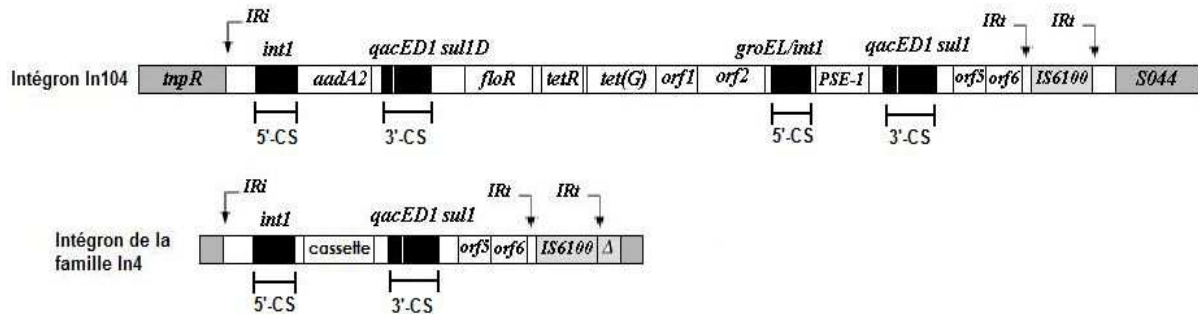 IRi IRt IRt
int1 qacED1 sul1D groEL/int1 qacED1 sul1
Intégron In104 tnpR aadA2 floR tetR tet(G) orf1 orf2 PSE-1 orf5 orf6 IS6100 S044
5'-CS 3'-CS 5'-CS 3'-CS
IRi IRt IRt
int1 qacED1 sul1
Intégron de la
famille In4
cassette orf5 orf6 IS6100 Δ
5'-CS 3'-CS